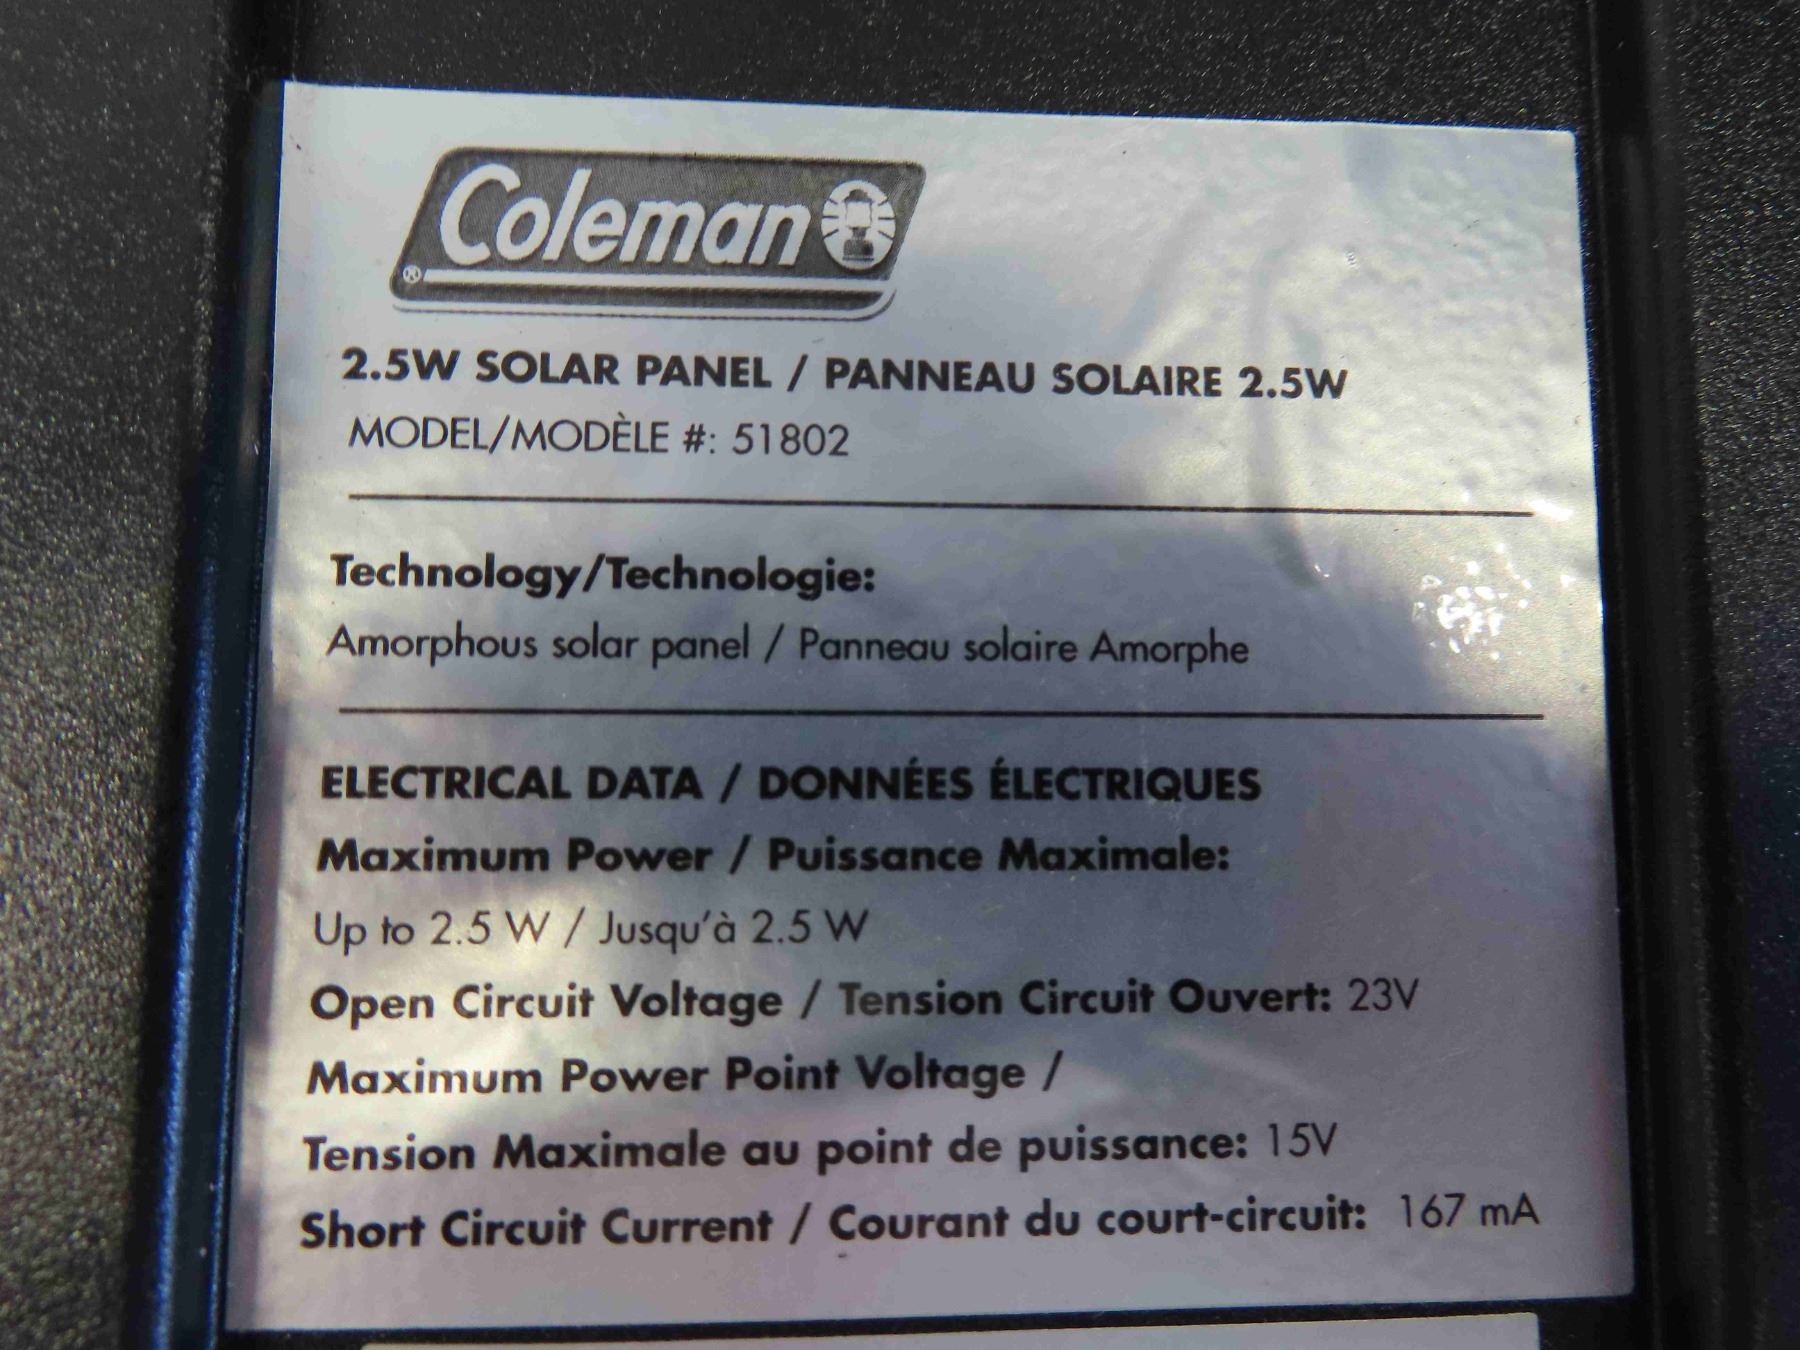 Coleman
®
2.5W SOLAR PANEL / PANNEAU SOLAIRE 2.5W
MODEL/MODÈLE #: 51802
Technology/Technologie:
Amorphous solar panel / Panneau solaire Amorphe
ELECTRICAL DATA / DONNÉES ÉLECTRIQUES
Maximum Power / Puissance Maximale:
Up to 2.5 W / Jusqu'à 2.5 W
Open Circuit Voltage / Tension Circuit Ouvert: 23V
Maximum Power Point Voltage /
Tension Maximale au point de puissance: 15V
Short Circuit Current / Courant du court-circuit: 167 mA